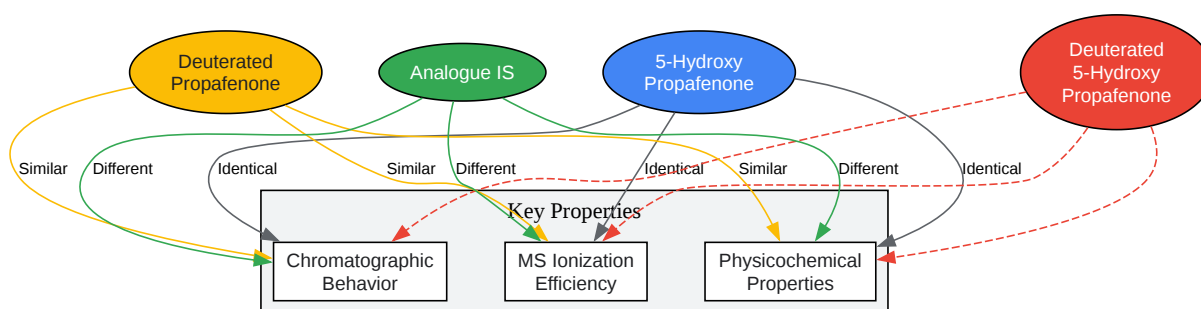 Deuterated
Propafenone
Analogue IS
5-Hydroxy
Propafenone
Deuterated
5-Hydroxy
Propafenone
Similar
Different
Identical
Similar
Different
Identical
Similar
Different
Identical
Key Properties
Chromatographic
Behavior
MS Ionization
Efficiency
Physicochemical
Properties